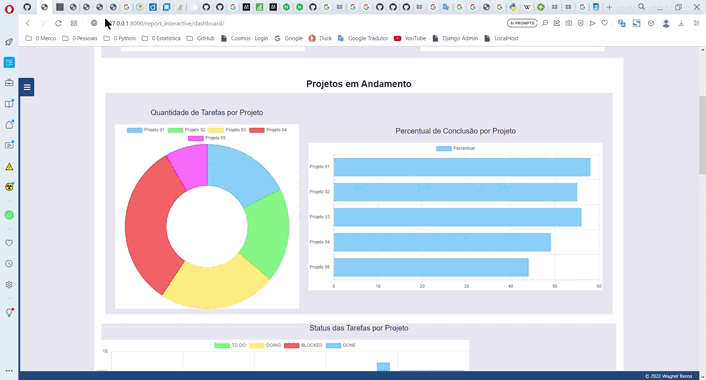 127.0.0.1:8000/report_interactive/dashboard/
AI PROMPTS
0 Merco
0 Pessoais
0 Python
0 Estatística
GitHub
Cosmos - Login
Google
Duck
Google Tradutor
YouTube
Django Admin
LocalHost
Projetos em Andamento
Quantidade de Tarefas por Projeto
Projeto 01 Projeto 02 Projeto 03 Projeto 04
Projeto 05
Percentual de Conclusão por Projeto
Percentual
Projeto 01
Projeto 02
Projeto 03
Projeto 04
Projeto 05
0 10 20 30 40 50 60
Status das Tarefas por Projeto
TO DO DOING BLOCKED DONE
18
© 2022 Wagner Rema